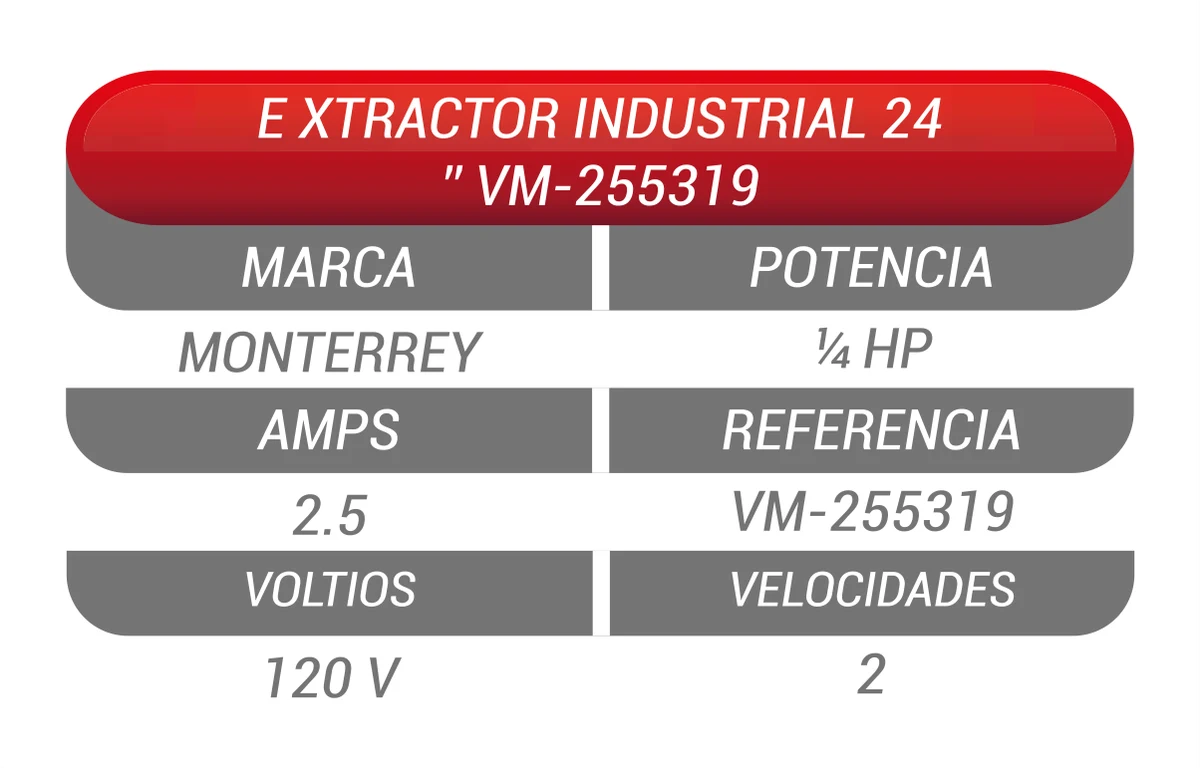 E XTRACTOR INDUSTRIAL 24
" VM-255319
MARCA POTENCIA
MONTERREY ¼ HP
AMPS REFERENCIA
2.5 VM-255319
VOLTIOS VELOCIDADES
120 V 2